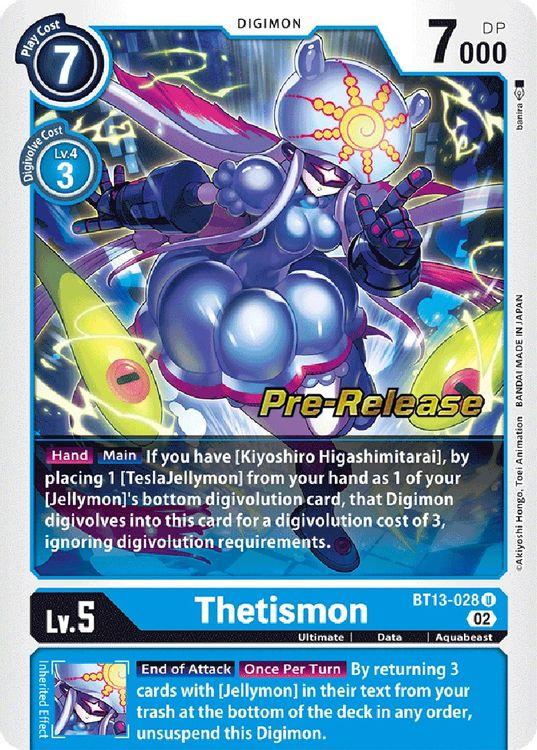 Play Cost
7
DIGIMON
7000
DP
Digivolve Cost
Lv.4
3
banira
Pre-Release
Hand Main If you have [Kiyoshiro Higashimitarai], by
placing 1 [TeslaJellymon] from your hand as 1 of your
[Jellymon]'s bottom digivolution card, that Digimon
digivolves into this card for a digivolution cost of 3,
ignoring digivolution requirements.
©Akiyoshi Hongo, Toei Animation BANDAI MADE IN JAPAN
Lv.5
Thetismon
BT13-028 U
02
Ultimate | Data | Aquabeast
Inherited Effect
End of Attack Once Per Turn By returning 3
cards with [Jellymon] in their text from your
trash at the bottom of the deck in any order,
unsuspend this Digimon.